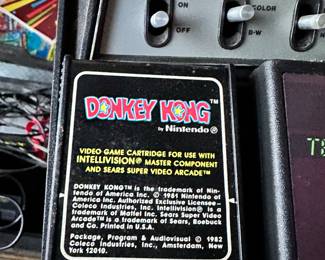 ON
OFF
COLOR
B-W
DONKEY KONG™
by Nintendo®
VIDEO GAME CARTRIDGE FOR USE WITH
INTELLIVISION® MASTER COMPONENT
AND SEARS SUPER VIDEO ARCADE™
DONKEY KONG™ is the trademark of Nin-
tendo of America Inc. © 1981 Nintendo of
America Inc. Authorized Exclusive Licensee—
Coleco Industries, Inc. Intellivision® is a
trademark of Mattel Inc. Sears Super Video
Arcade™ is a trademark of Sears, Roebuck
and Co. Printed in U.S.A.
Package, Program & Audiovisual © 1982
Coleco Industries, Inc., Amsterdam, New
York 12010.